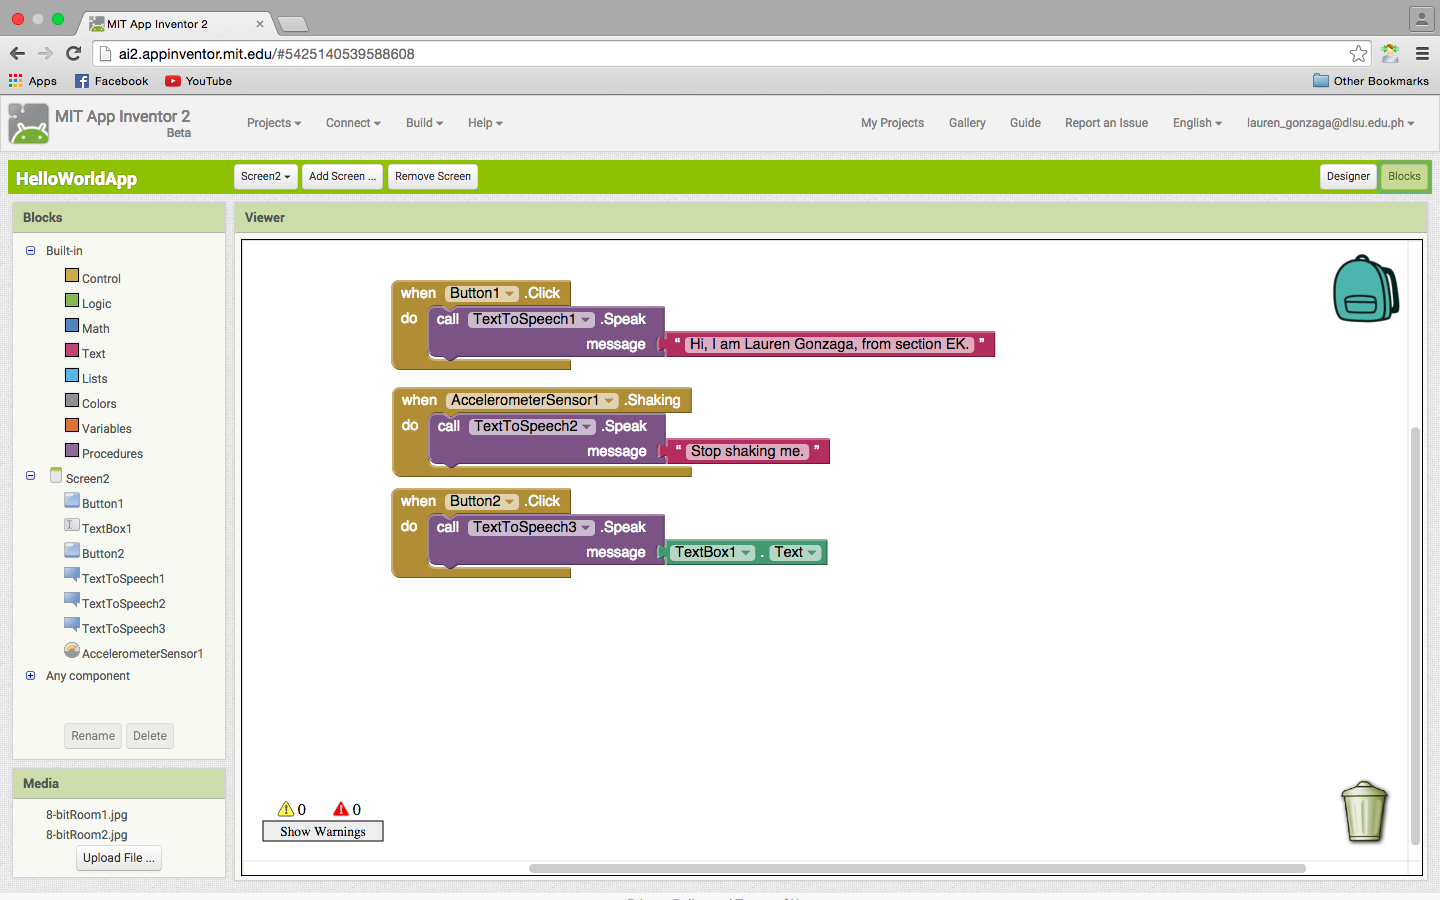 MIT App Inventor 2
ai2.appinventor.mit.edu/#5425140539588608
Apps Facebook YouTube Other Bookmarks
MIT App Inventor 2
Beta
Projects Connect Build Help My Projects Gallery Guide Report an Issue English lauren_gonzaga@dlsu.edu.ph
HelloWorldApp Screen2 Add Screen ... Remove Screen Designer Blocks
Blocks
Built-in
Control
Logic
Math
Text
Lists
Colors
Variables
Procedures
Screen2
Button1
TextBox1
Button2
TextToSpeech1
TextToSpeech2
TextToSpeech3
AccelerometerSensor1
Any component
Rename Delete
Media
8-bitRoom1.jpg
8-bitRoom2.jpg
Upload File ...
Viewer
when Button1 .Click
do call TextToSpeech1 .Speak
message “ Hi, I am Lauren Gonzaga, from section EK. ”
when AccelerometerSensor1 .Shaking
do call TextToSpeech2 .Speak
message “ Stop shaking me. ”
when Button2 .Click
do call TextToSpeech3 .Speak
message TextBox1 . Text
0 0
Show Warnings